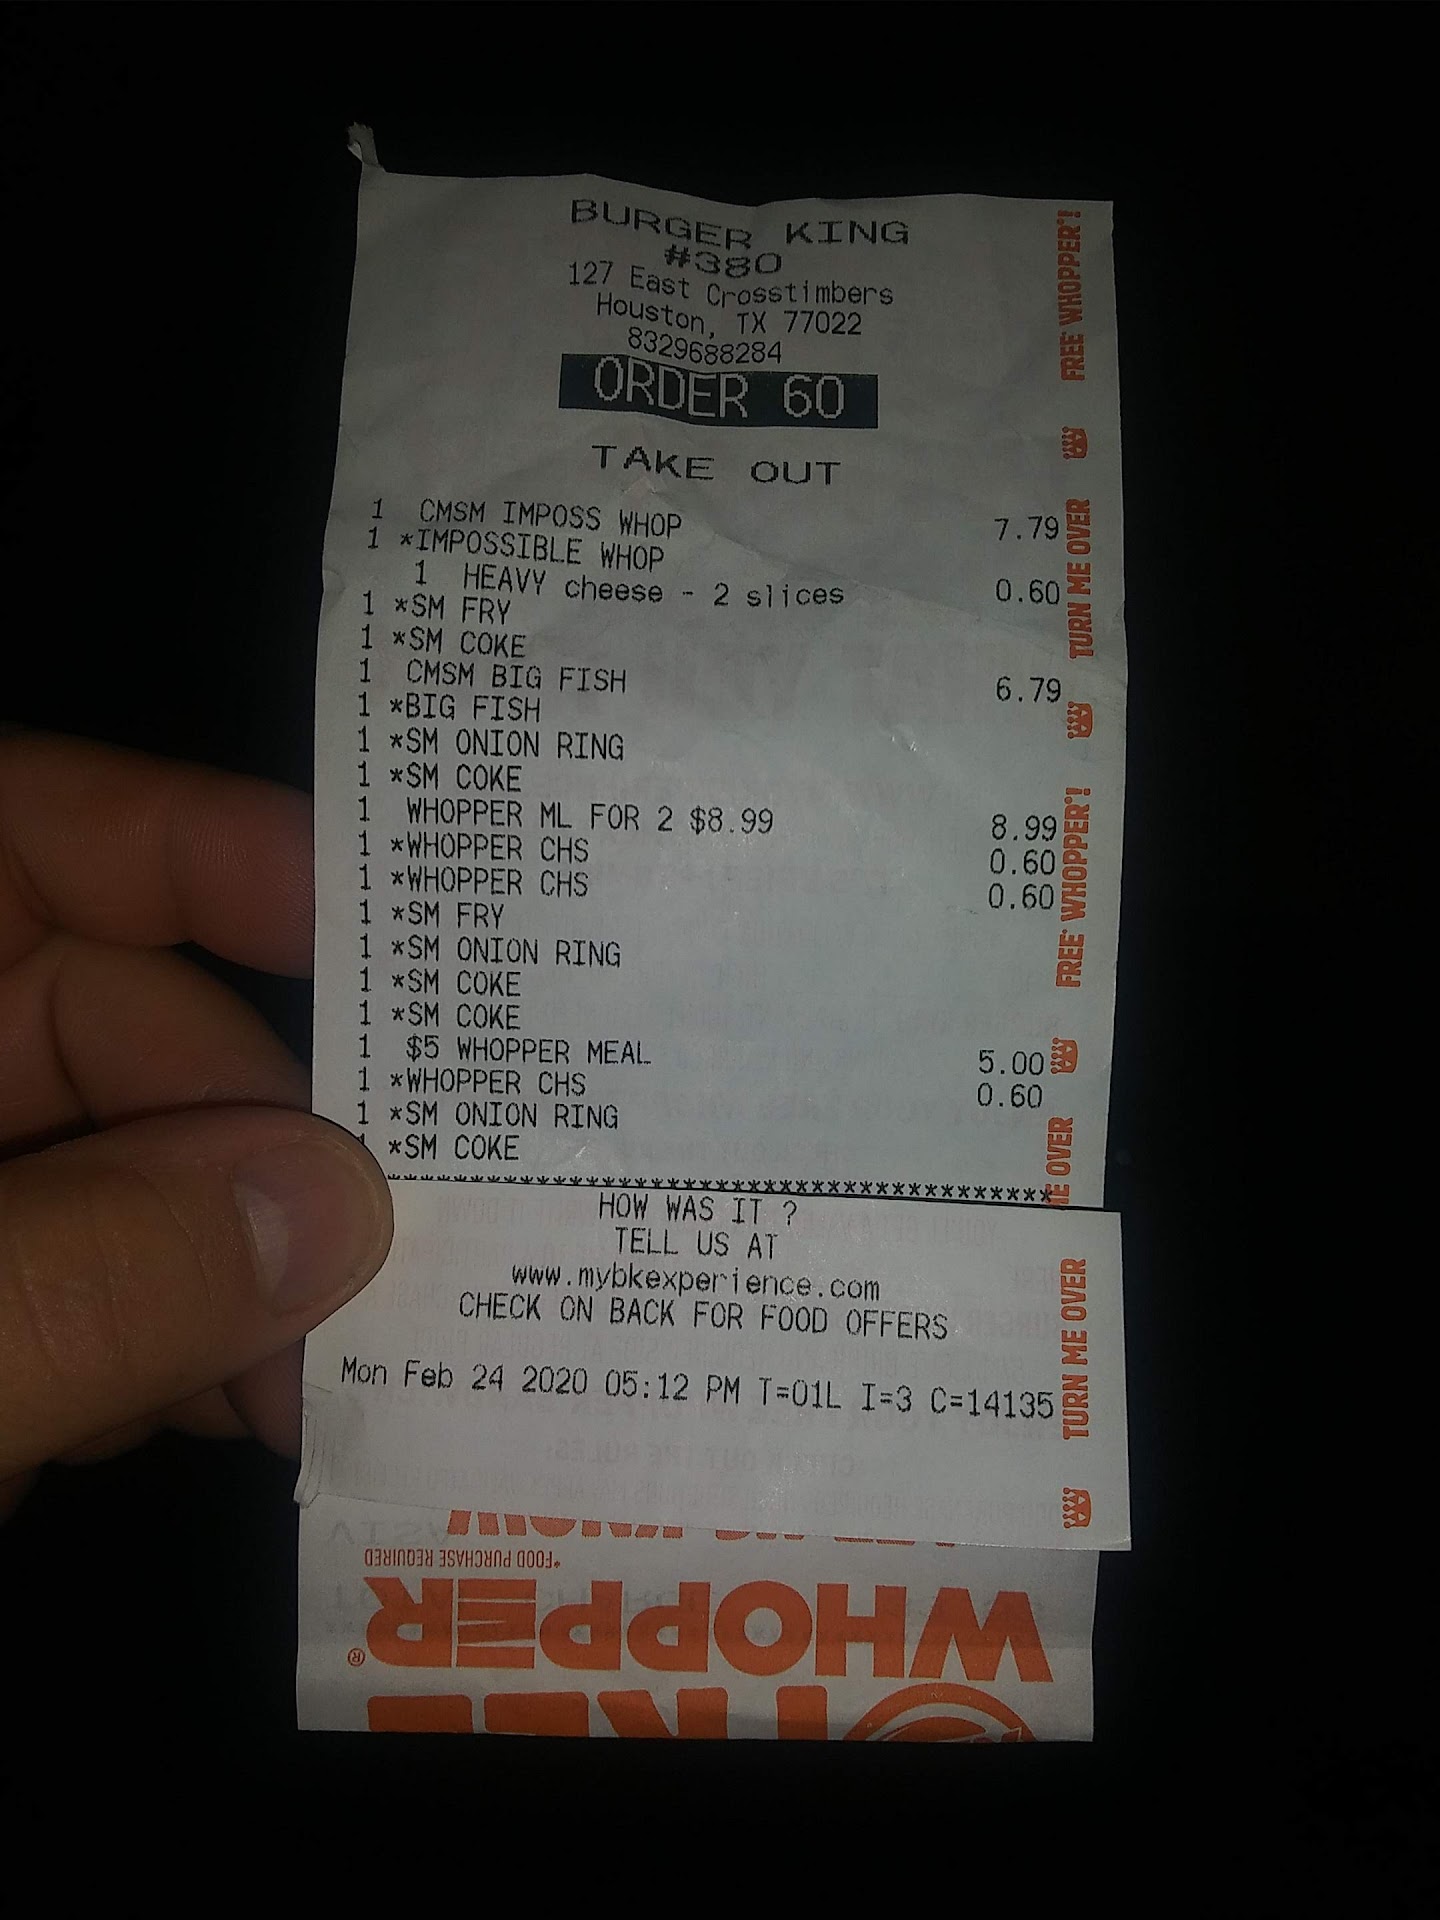 BURGER KING
#380
127 East Crosstimbers
Houston, TX 77022
8329688284
ORDER 60
TAKE OUT
1 CMSM IMPOSS WHOP 7.79
1 *IMPOSSIBLE WHOP
1 HEAVY cheese - 2 slices 0.60
1 *SM FRY
1 *SM COKE
1 CMSM BIG FISH 6.79
1 *BIG FISH
1 *SM ONION RING
1 *SM COKE
1 WHOPPER ML FOR 2 $8.99 8.99
1 *WHOPPER CHS 0.60
1 *WHOPPER CHS 0.60
1 *SM FRY
1 *SM ONION RING
1 *SM COKE
1 *SM COKE
1 $5 WHOPPER MEAL 5.00
1 *WHOPPER CHS 0.60
1 *SM ONION RING
1 *SM COKE
****************************************
HOW WAS IT ?
TELL US AT
www.mybkexperience.com
CHECK ON BACK FOR FOOD OFFERS
Mon Feb 24 2020 05:12 PM T=01L I=3 C=14135
FREE WHOPPER®!
TURN ME OVER
FREE WHOPPER®!
ME OVER
TURN ME OVER
*FOOD PURCHASE REQUIRED
WHOPPER®
FREE